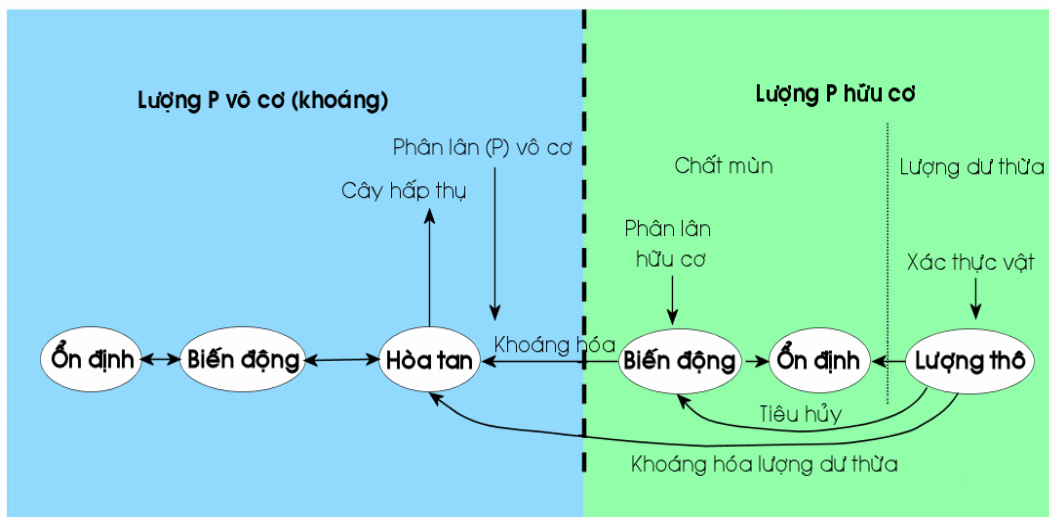 Lượng P vô cơ (khoáng)
Lượng P hữu cơ
Phân lân (P) vô cơ
Cây hấp thụ
Chất mùn
Lượng dư thừa
Phân lân
hữu cơ
Xác thực vật
Ổn định
Biến động
Hòa tan
Khoáng hóa
Biến động
Ổn định
Lượng thô
Tiêu hủy
Khoáng hóa lượng dư thừa